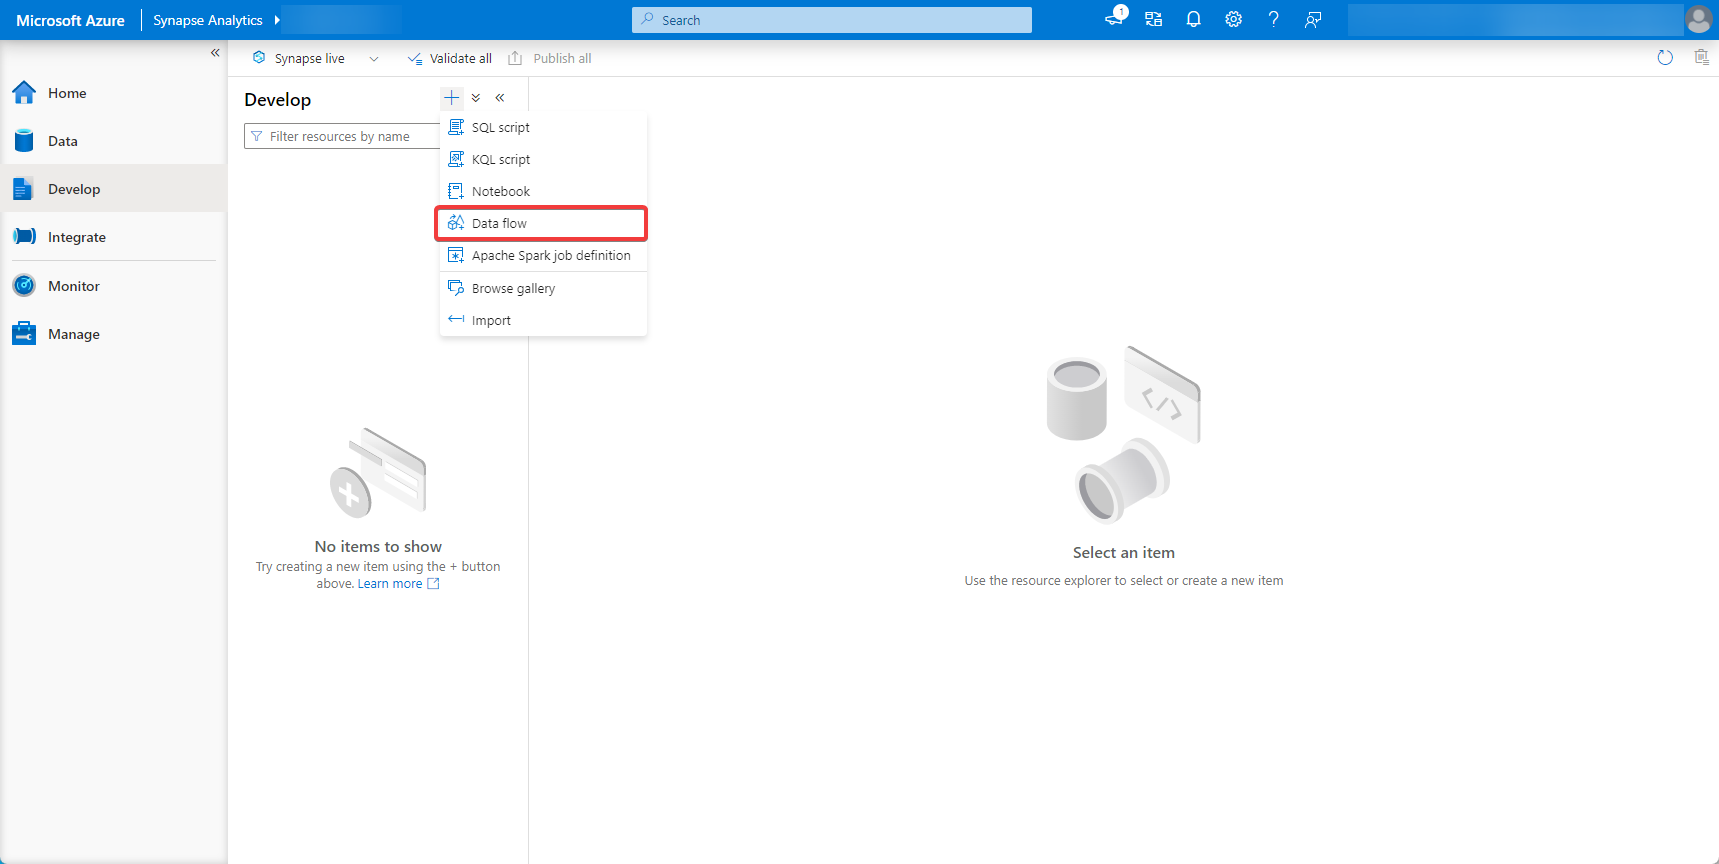 Microsoft Azure
Synapse Analytics
Search
1
Synapse live
Validate all
Publish all
Home
Data
Develop
Integrate
Monitor
Manage
Develop
Filter resources by name
SQL script
KQL script
Notebook
Data flow
Apache Spark job definition
Browse gallery
Import
No items to show
Try creating a new item using the + button
above. Learn more
Select an item
Use the resource explorer to select or create a new item